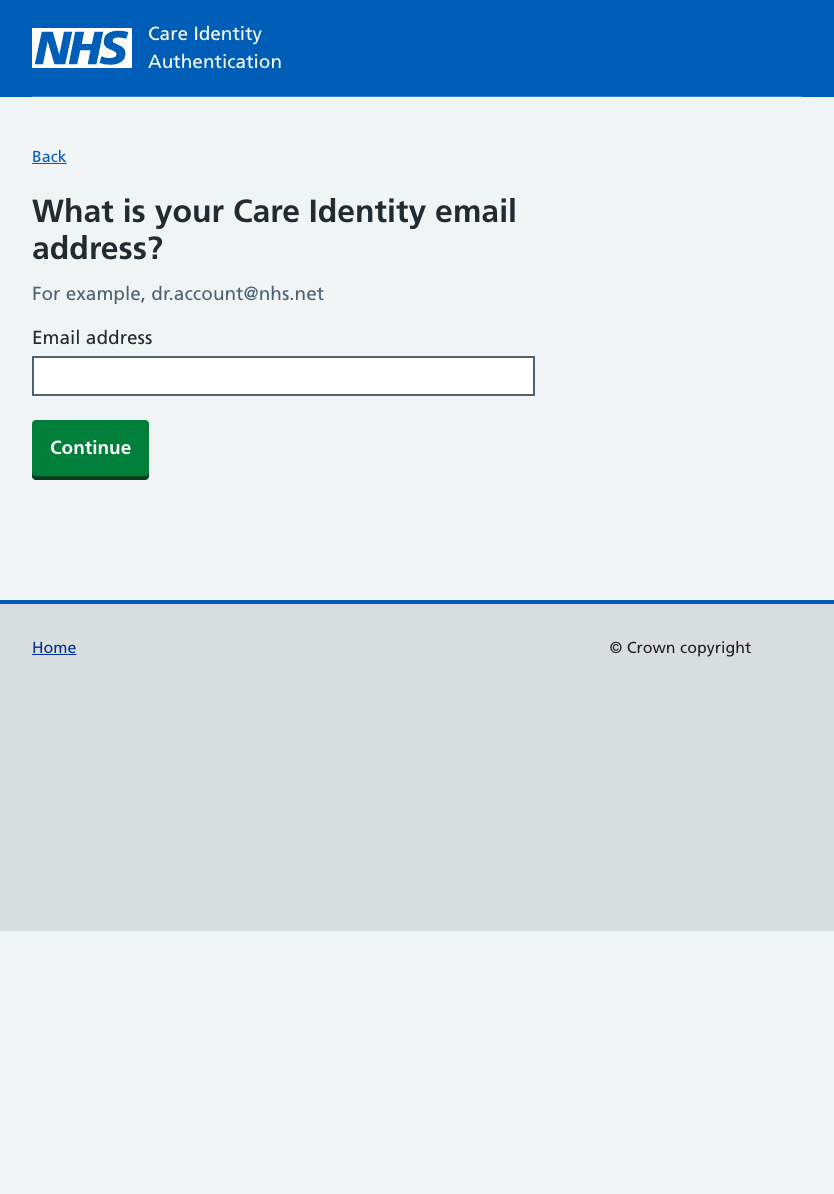 NHS
Care Identity
Authentication
Back
What is your Care Identity email
address?
For example, dr.account@nhs.net
Email address
Continue
Home
© Crown copyright